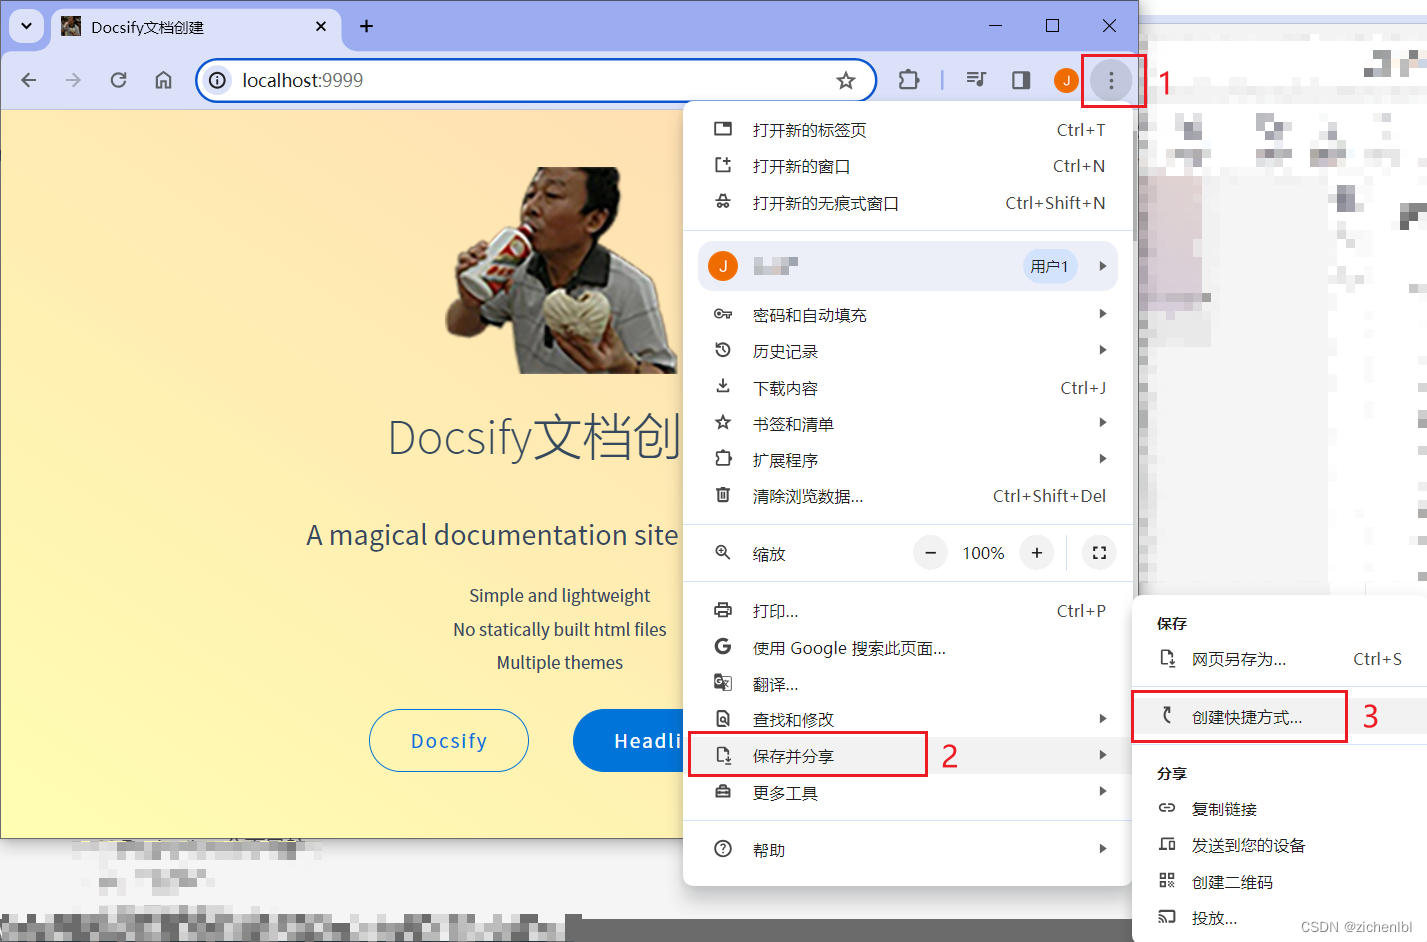 Docsify文档创建
localhost:9999
J
1
打开新的标签页 Ctrl+T
打开新的窗口 Ctrl+N
打开新的无痕式窗口 Ctrl+Shift+N
J 用户1
密码和自动填充
历史记录
下载内容 Ctrl+J
书签和清单
扩展程序
清除浏览数据... Ctrl+Shift+Del
缩放 − 100% +
打印... Ctrl+P
使用 Google 搜索此页面...
翻译...
查找和修改
保存并分享 2
更多工具
帮助
保存
网页另存为... Ctrl+S
创建快捷方式... 3
分享
复制链接
发送到您的设备
创建二维码
投放...
Docsify文档创
A magical documentation site
Simple and lightweight
No statically built html files
Multiple themes
Docsify
Headli
CSDN @zichenlbl